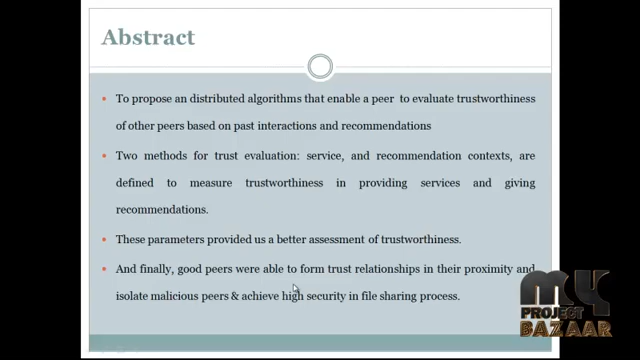 Abstract
To propose an distributed algorithms that enable a peer to evaluate trustworthiness
of other peers based on past interactions and recommendations
Two methods for trust evaluation: service, and recommendation contexts, are
defined to measure trustworthiness in providing services and giving
recommendations.
These parameters provided us a better assessment of trustworthiness.
And finally, good peers were able to form trust relationships in their proximity and
isolate malicious peers & achieve high security in file sharing process.
MY
PROJECT
BAZAAR